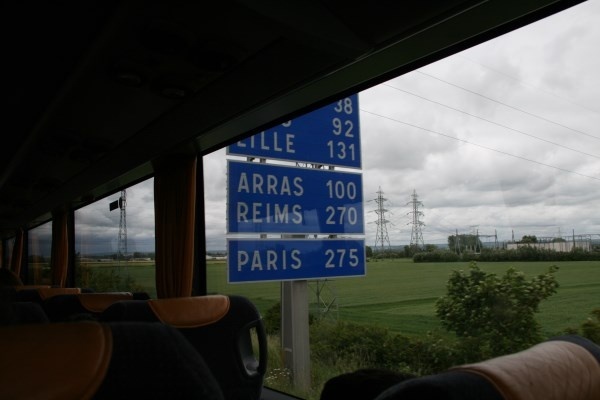 38
S 92
LILLE 131
ARRAS 100
REIMS 270
PARIS 275